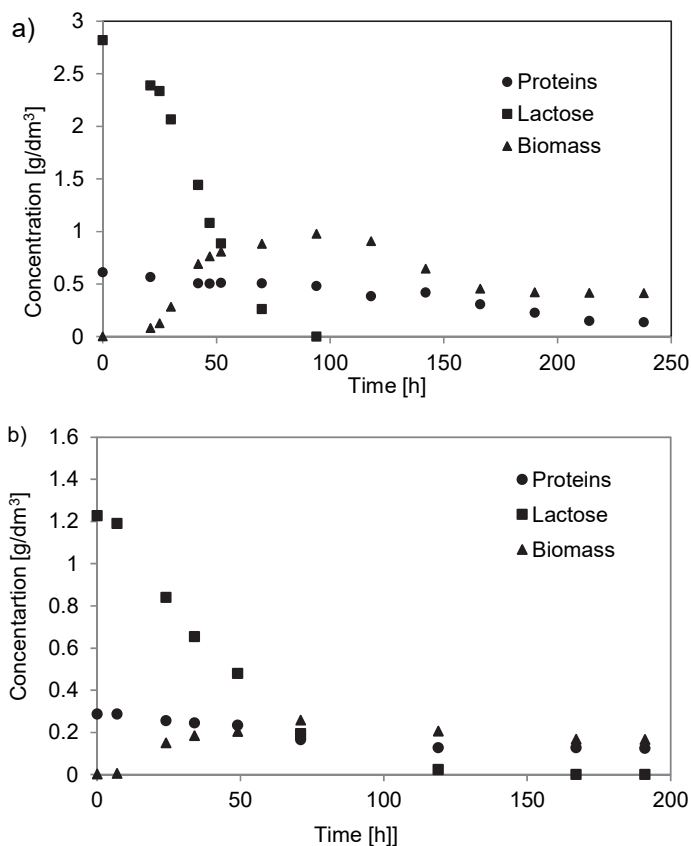 a)
Concentration [g/dm³]
3
2.5
2
1.5
1
0.5
0
Proteins
Lactose
Biomass
0 50 100 150 200 250
Time [h]
b)
Concentartion [g/dm³]
1.6
1.4
1.2
1
0.8
0.6
0.4
0.2
0
Proteins
Lactose
Biomass
0 50 100 150 200
Time [h]]